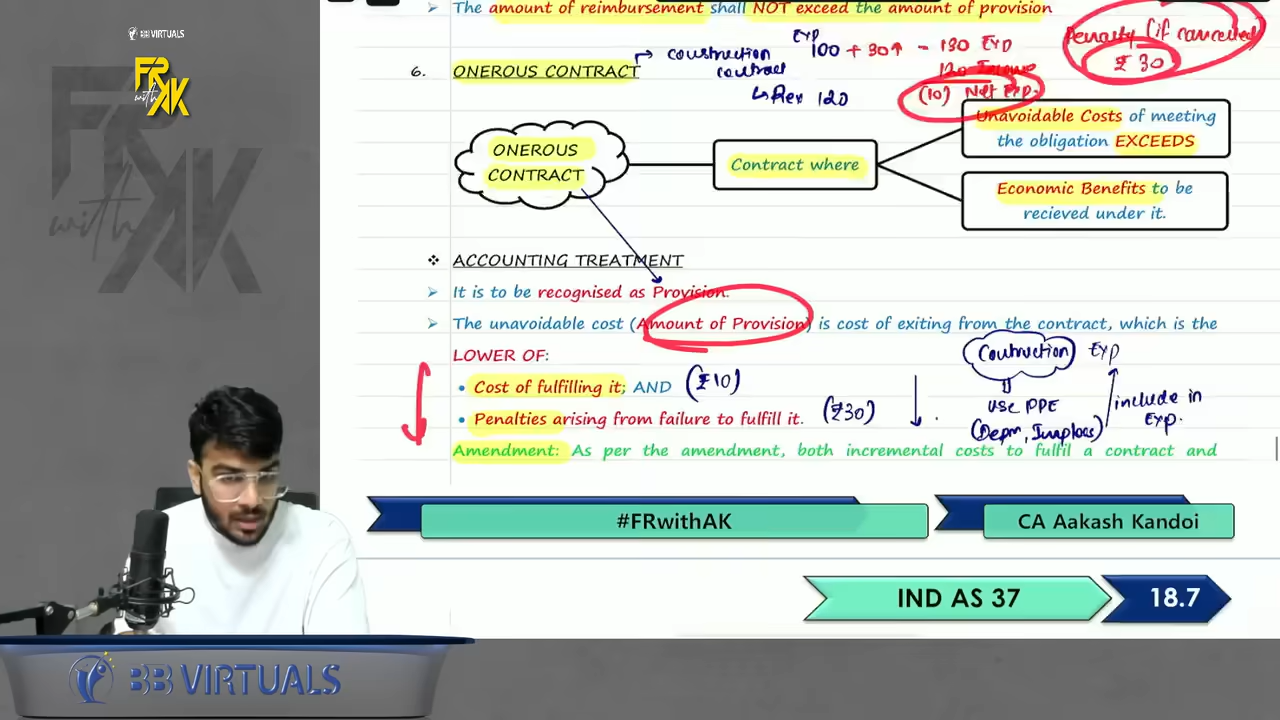 The amount of reimbursement shall NOT exceed the amount of provision
BB VIRTUALS
FR
with
AK
Penalty (if cancelled)
₹ 30
Exp
100 + 30↑ - 130 Exp
120 Income
(10) Net Exp.
6. ONEROUS CONTRACT
construction
contract
Rev 120
ONEROUS
CONTRACT
Contract where
Unavoidable Costs of meeting
the obligation EXCEEDS
Economic Benefits to be
recieved under it.
ACCOUNTING TREATMENT
It is to be recognised as Provision.
The unavoidable cost (Amount of Provision) is cost of exiting from the contract, which is the
LOWER OF:
• Cost of fulfilling it; AND (₹10)
• Penalties arising from failure to fulfill it. (₹30)
Construction Exp
use PPE
(Depn, Imp loss)
include in
Exp.
Amendment: As per the amendment, both incremental costs to fulfil a contract and
#FRwithAK
CA Aakash Kandoi
IND AS 37
18.7
BB VIRTUALS